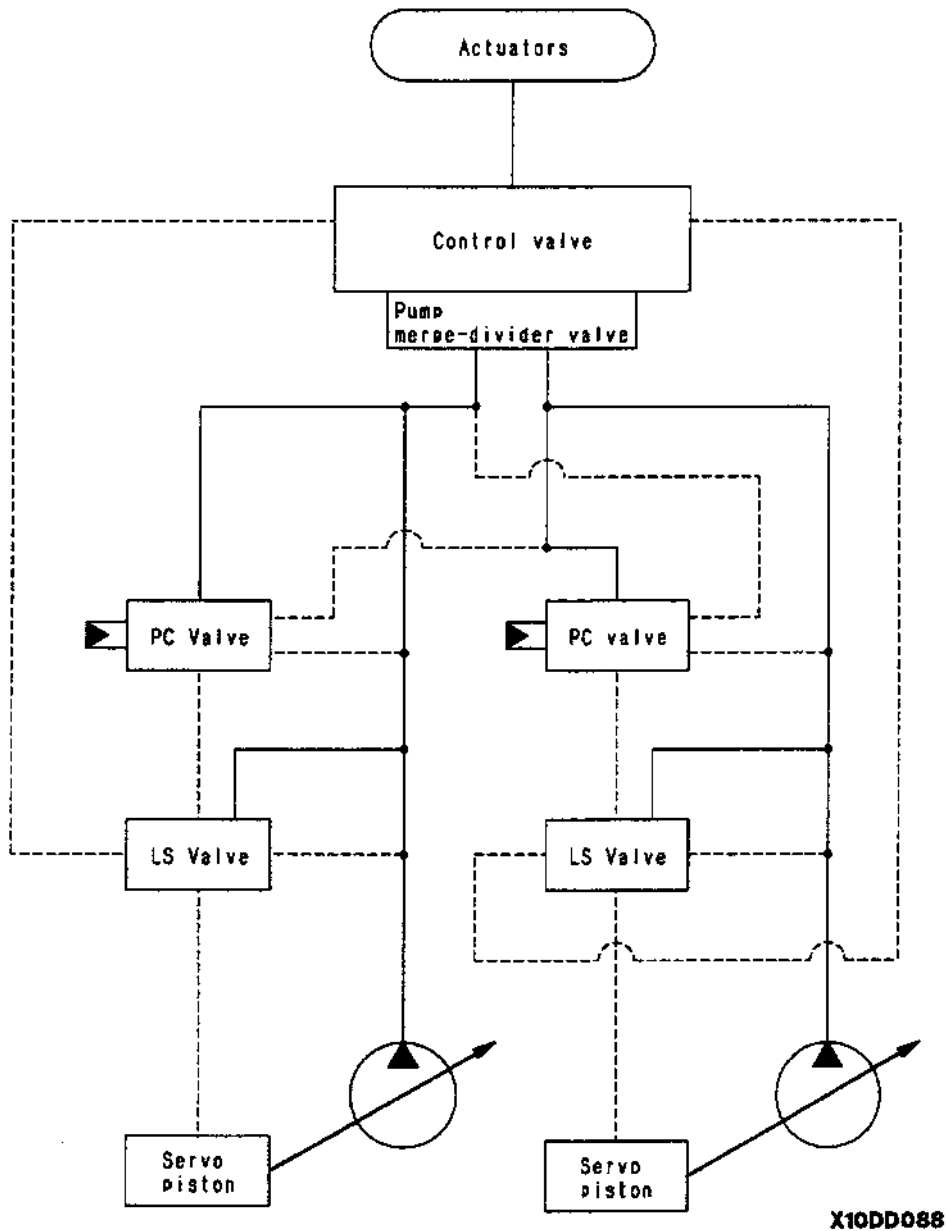 Actuators
Control valve
Pump
merge-divider valve
PC Valve
PC valve
LS Valve
LS Valve
Servo
piston
Servo
piston
X10DD088